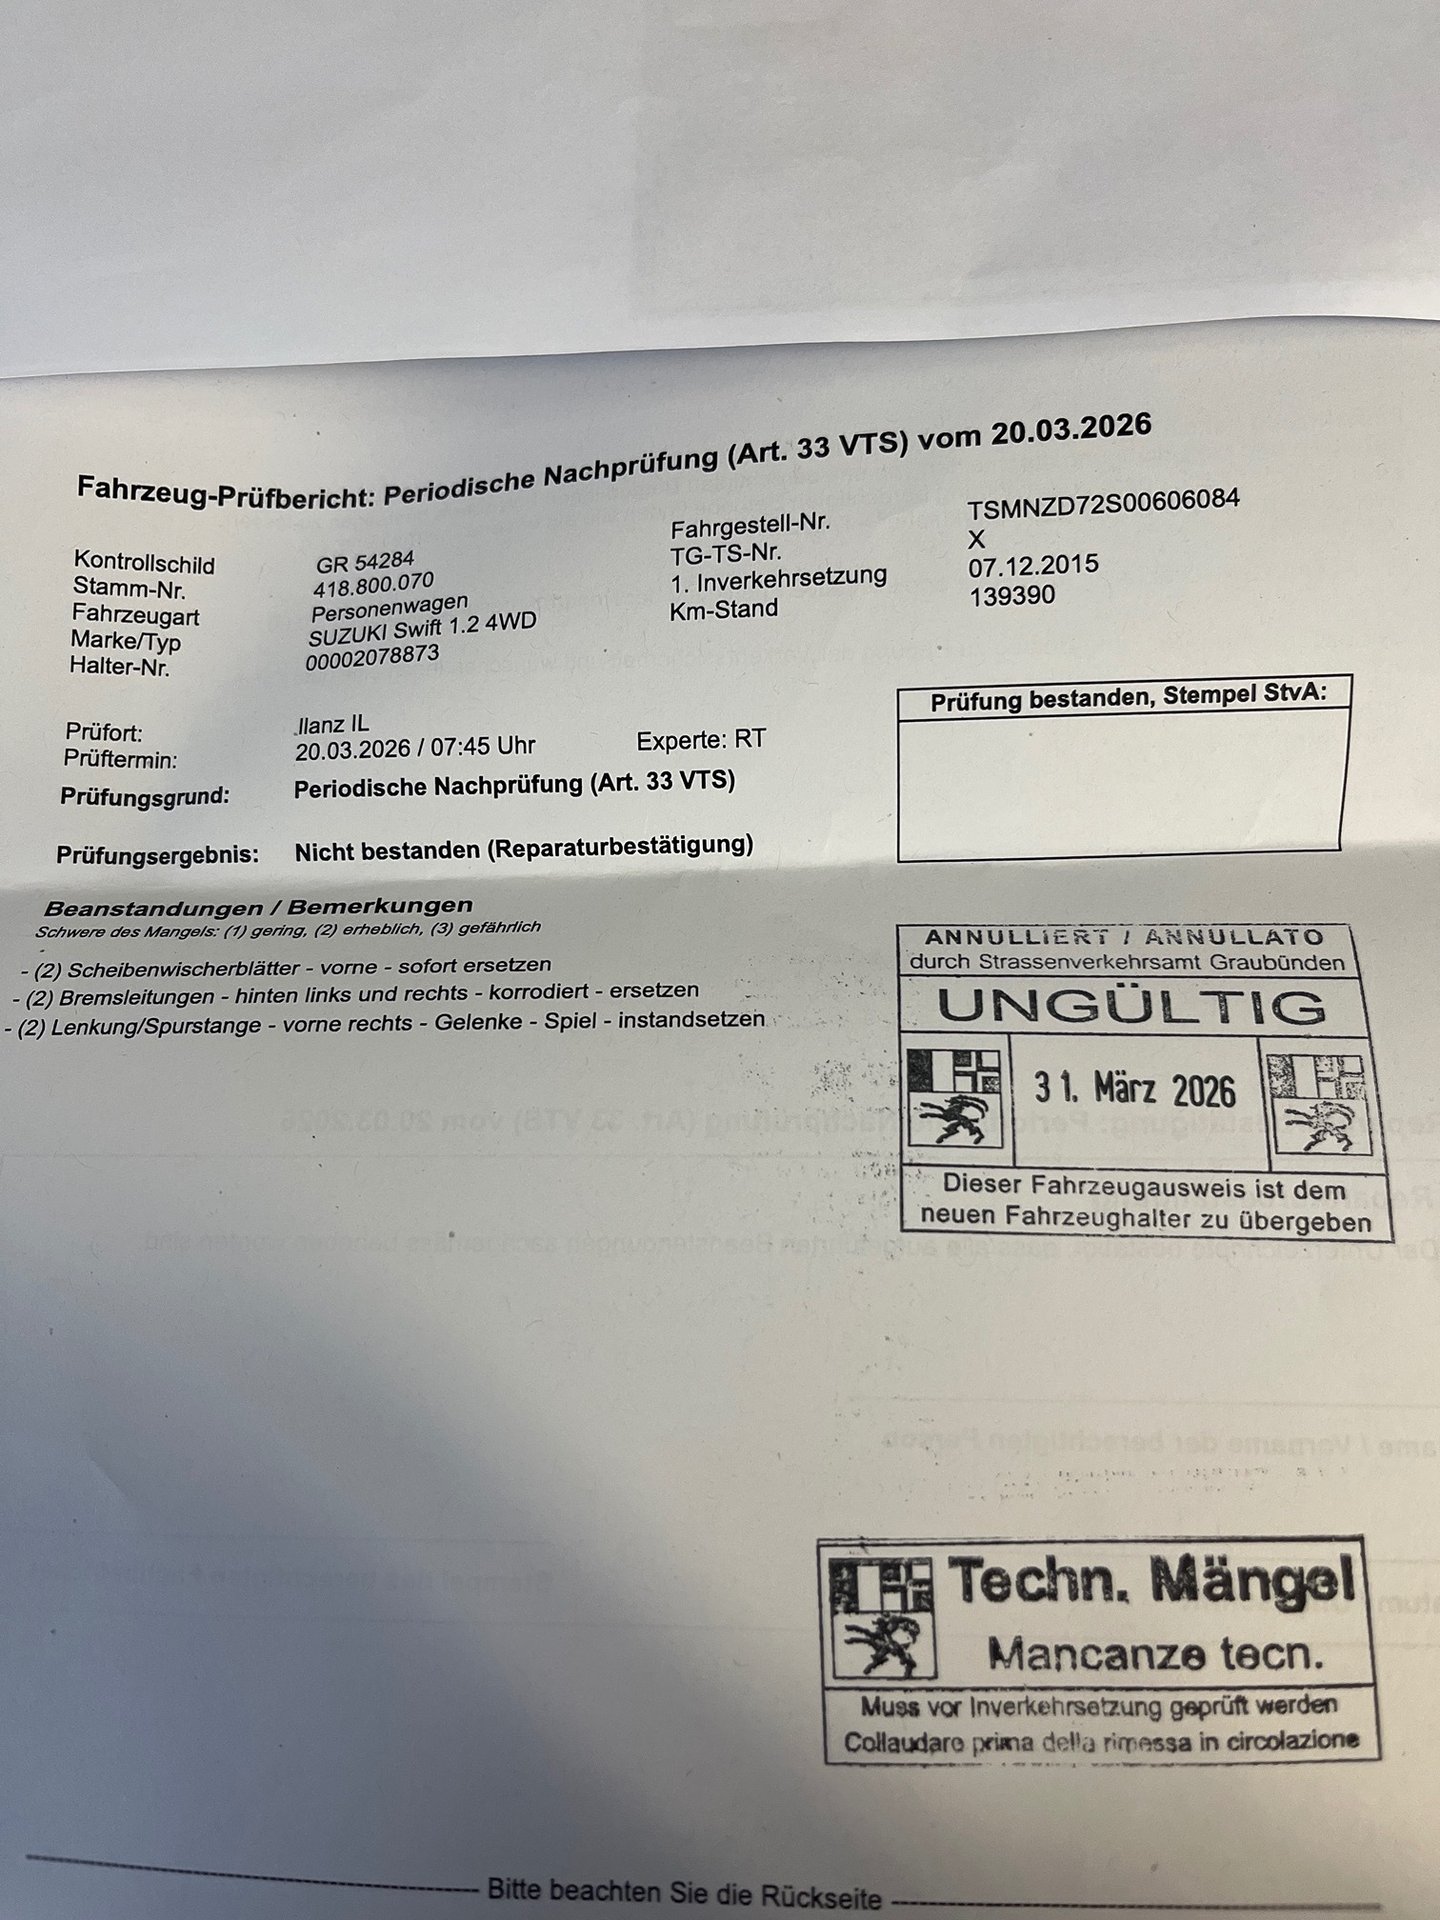 Fahrzeug-Prüfbericht: Periodische Nachprüfung (Art. 33 VTS) vom 20.03.2026
Kontrollschild GR 54284 Fahrgestell-Nr. TSMNZD72S00606084
Stamm-Nr. 418.800.070 TG-TS-Nr. X
Fahrzeugart Personenwagen 1. Inverkehrsetzung 07.12.2015
Marke/Typ SUZUKI Swift 1.2 4WD Km-Stand 139390
Halter-Nr. 00002078873
Prüfung bestanden, Stempel StvA:
Prüfort: Ilanz IL
Prüftermin: 20.03.2026 / 07:45 Uhr Experte: RT
Prüfungsgrund: Periodische Nachprüfung (Art. 33 VTS)
Prüfungsergebnis: Nicht bestanden (Reparaturbestätigung)
Beanstandungen / Bemerkungen
Schwere des Mangels: (1) gering, (2) erheblich, (3) gefährlich
- (2) Scheibenwischerblätter - vorne - sofort ersetzen
- (2) Bremsleitungen - hinten links und rechts - korrodiert - ersetzen
- (2) Lenkung/Spurstange - vorne rechts - Gelenke - Spiel - instandsetzen
ANNULLIERT / ANNULLATO
durch Strassenverkehrsamt Graubünden
UNGÜLTIG
31. März 2026
Dieser Fahrzeugausweis ist dem
neuen Fahrzeughalter zu übergeben
Techn. Mängel
Mancanze tecn.
Muss vor Inverkehrsetzung geprüft werden
Collaudare prima della rimessa in circolazione
Bitte beachten Sie die Rückseite